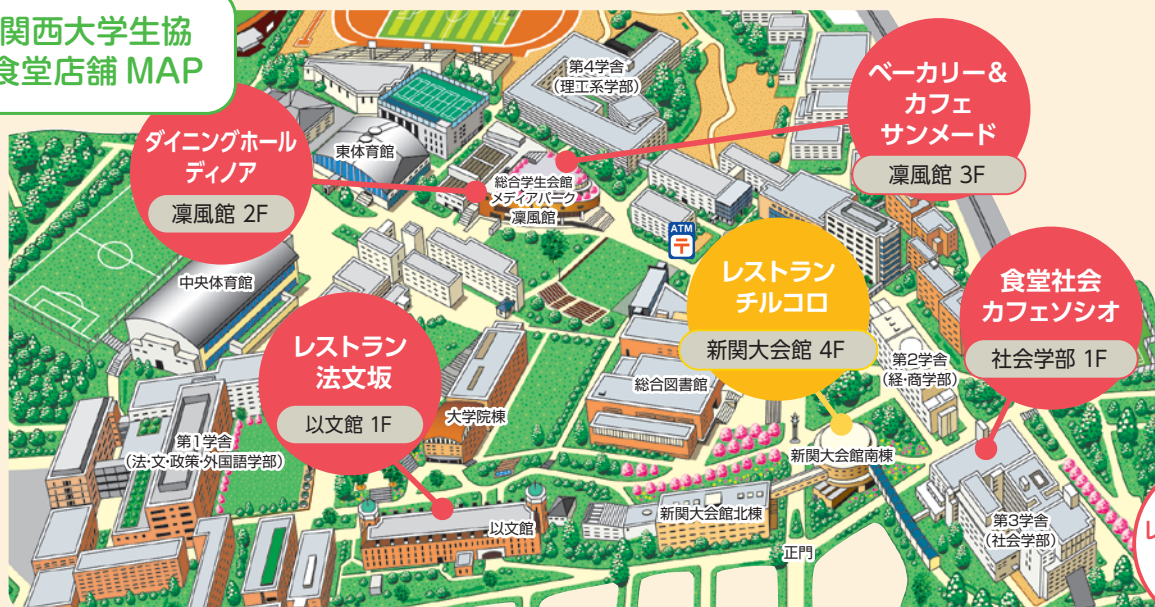 関西大学生協
食堂店舗 MAP
ダイニングホール
ディノア
凜風館 2F
ベーカリー＆
カフェ
サンメード
凜風館 3F
レストラン
チルコロ
新関大会館 4F
食堂社会
カフェソシオ
社会学部 1F
レストラン
法文坂
以文館 1F
第4学舎
（理工系学部）
東体育館
総合学生会館
メディアパーク
凜風館
ATM
〒
中央体育館
総合図書館
第2学舎
（経・商学部）
大学院棟
第1学舎
（法・文・政策・外国語学部）
新関大会館南棟
以文館
新関大会館北棟
正門
第3学舎
（社会学部）
レ